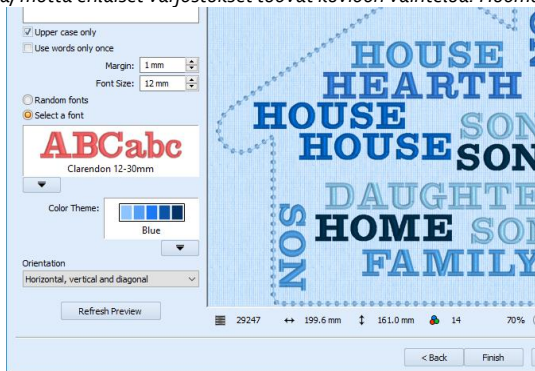 Upper case only
Use words only once
Margin: 1 mm
Font Size: 12 mm
Random fonts
Select a font
ABCabc
Clarendon 12-30mm
Color Theme:
Blue
Orientation
Horizontal, vertical and diagonal
Refresh Preview
HOUSE
HEARTH
HOUSE
SON
HOUSE
SON
DAUGHTE
SON
HOME
SON
FAMILY
29247
199.6 mm
161.0 mm
14
70%
< Back
Finish